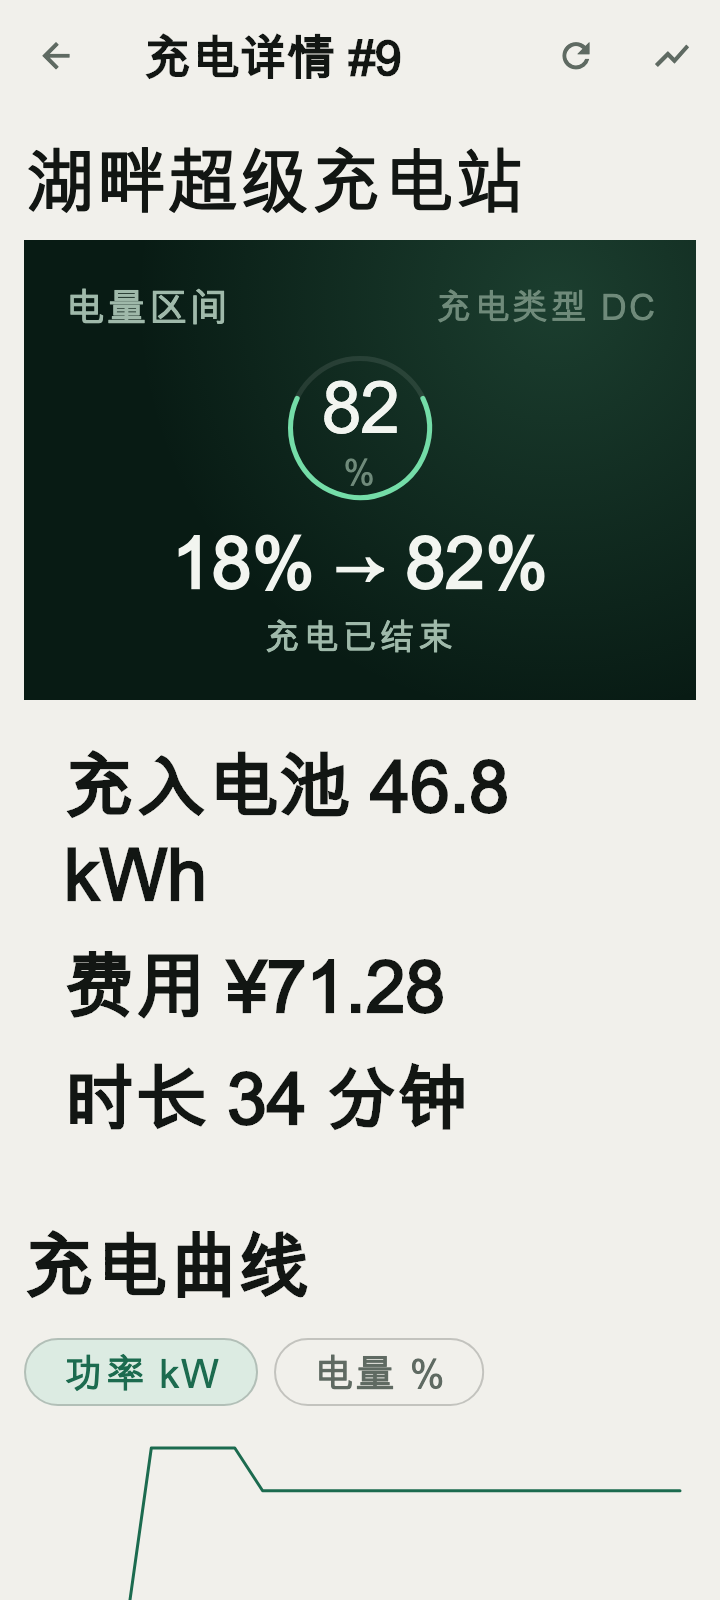 充电详情 #9
湖畔超级充电站
电量区间 充电类型 DC
82
%
18% → 82%
充电已结束
充入电池 46.8
kWh
费用 ¥71.28
时长 34 分钟
充电曲线
功率 kW 电量 %